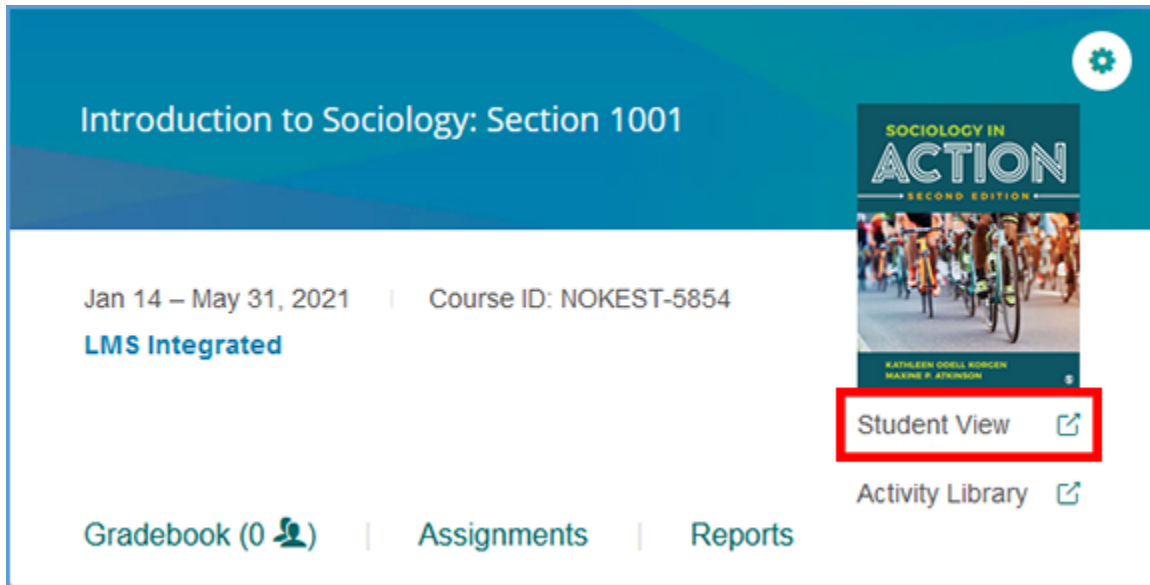 Introduction to Sociology: Section 1001
SOCIOLOGY IN
ACTION
SECOND EDITION
Jan 14 – May 31, 2021
Course ID: NOKEST-5854
LMS Integrated
KATHLEEN ODELL KORGEN
MAXINE P. ATKINSON
Student View
Activity Library
Gradebook (0 )
Assignments
Reports